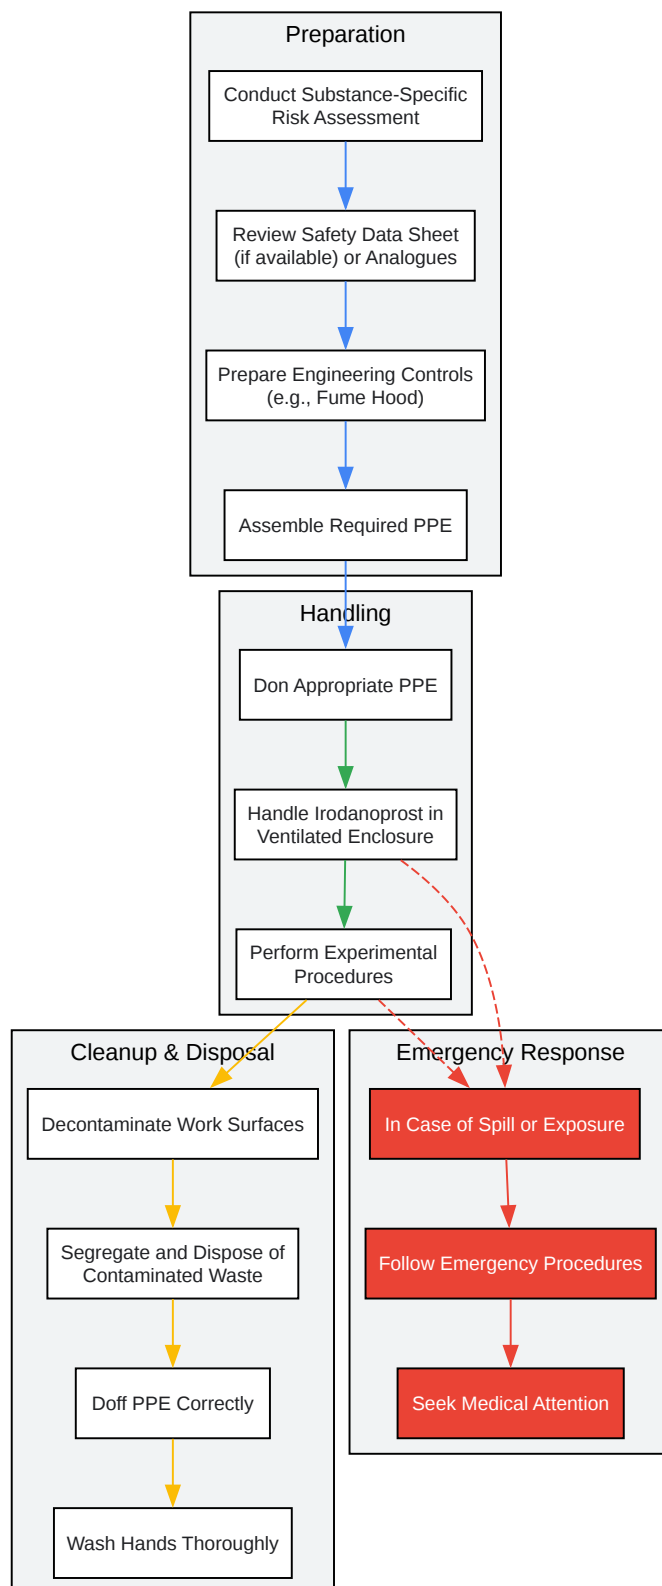 Preparation
Conduct Substance-Specific
Risk Assessment
Review Safety Data Sheet
(if available) or Analogues
Prepare Engineering Controls
(e.g., Fume Hood)
Assemble Required PPE
Handling
Don Appropriate PPE
Handle Irodanoprost in
Ventilated Enclosure
Perform Experimental
Procedures
Cleanup & Disposal
Decontaminate Work Surfaces
Segregate and Dispose of
Contaminated Waste
Doff PPE Correctly
Wash Hands Thoroughly
Emergency Response
In Case of Spill or Exposure
Follow Emergency Procedures
Seek Medical Attention